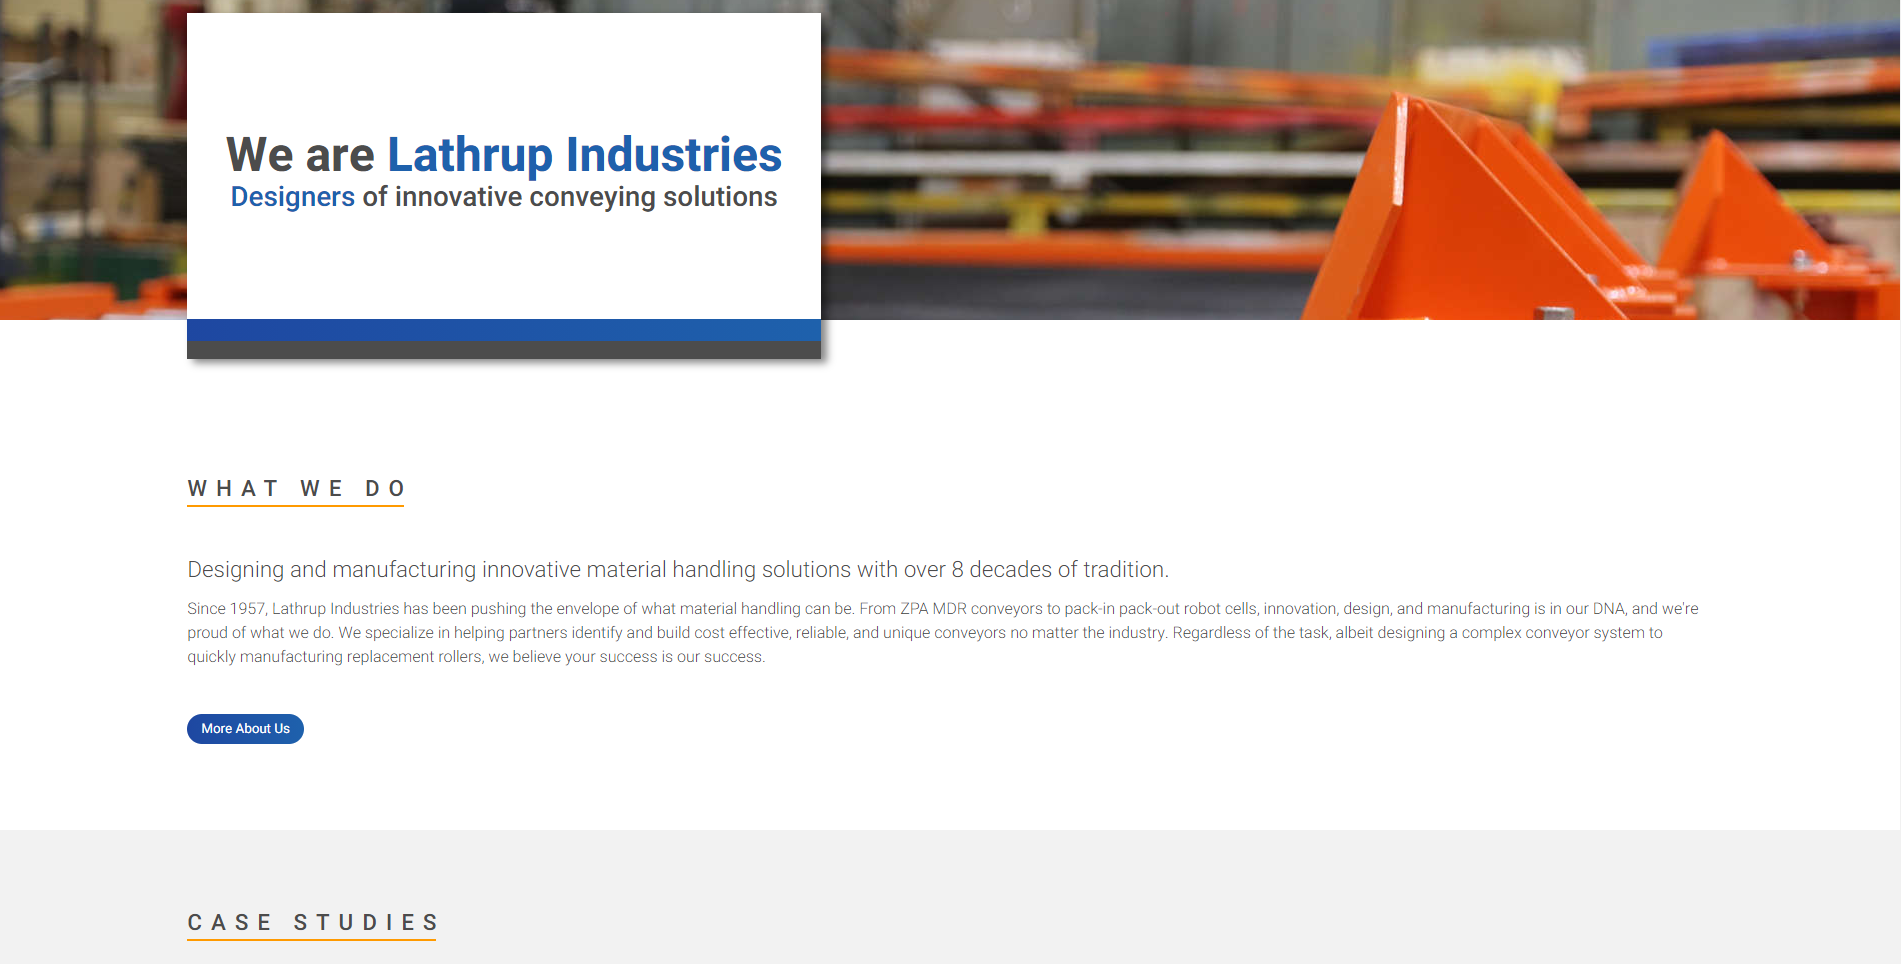 We are Lathrup Industries
Designers of innovative conveying solutions
WHAT WE DO
Designing and manufacturing innovative material handling solutions with over 8 decades of tradition.
Since 1957, Lathrup Industries has been pushing the envelope of what material handling can be. From ZPA MDR conveyors to pack-in pack-out robot cells, innovation, design, and manufacturing is in our DNA, and we're
proud of what we do. We specialize in helping partners identify and build cost effective, reliable, and unique conveyors no matter the industry. Regardless of the task, albeit designing a complex conveyor system to
quickly manufacturing replacement rollers, we believe your success is our success.
More About Us
CASE STUDIES